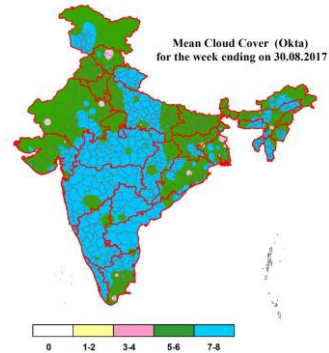 Mean Cloud Cover (Okta)
for the week ending on 30.08.2017
0 1-2 3-4 5-6 7-8